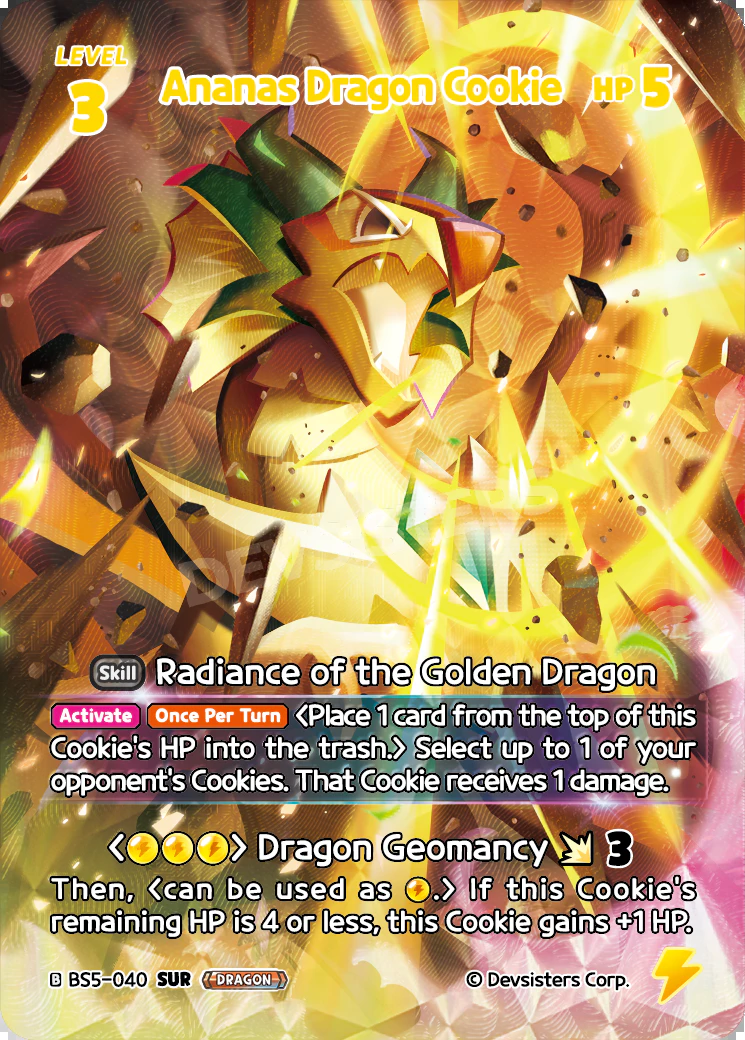 LEVEL
3
Ananas Dragon Cookie HP 5
Skill Radiance of the Golden Dragon
Activate Once Per Turn <Place 1 card from the top of this
Cookie's HP into the trash.> Select up to 1 of your
opponent's Cookies. That Cookie receives 1 damage.
< > Dragon Geomancy 3
Then, <can be used as .> If this Cookie's
remaining HP is 4 or less, this Cookie gains +1 HP.
B BS5-040 SUR DRAGON © Devsisters Corp.